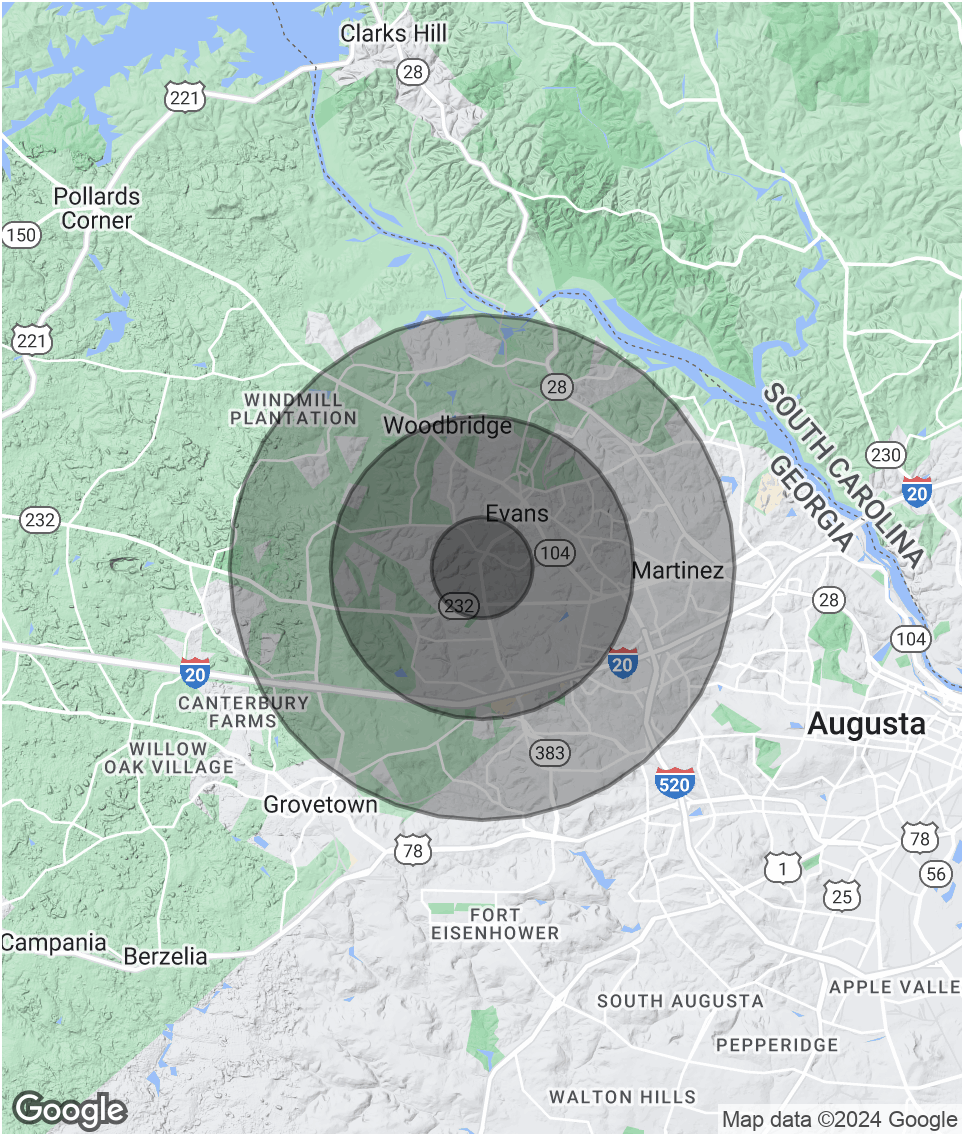 Clarks Hill
28
221
Pollards
Corner
150
221
28
WINDMILL
PLANTATION
Woodbridge
SOUTH CAROLINA
GEORGIA
230
20
232
Evans
104
Martinez
232
28
104
20
20
CANTERBURY
FARMS
Augusta
WILLOW
OAK VILLAGE
383
520
Grovetown
78
78
1
56
25
FORT
EISENHOWER
Campania
Berzelia
APPLE VALLE
SOUTH AUGUSTA
PEPPERIDGE
WALTON HILLS
Google
Map data ©2024 Google